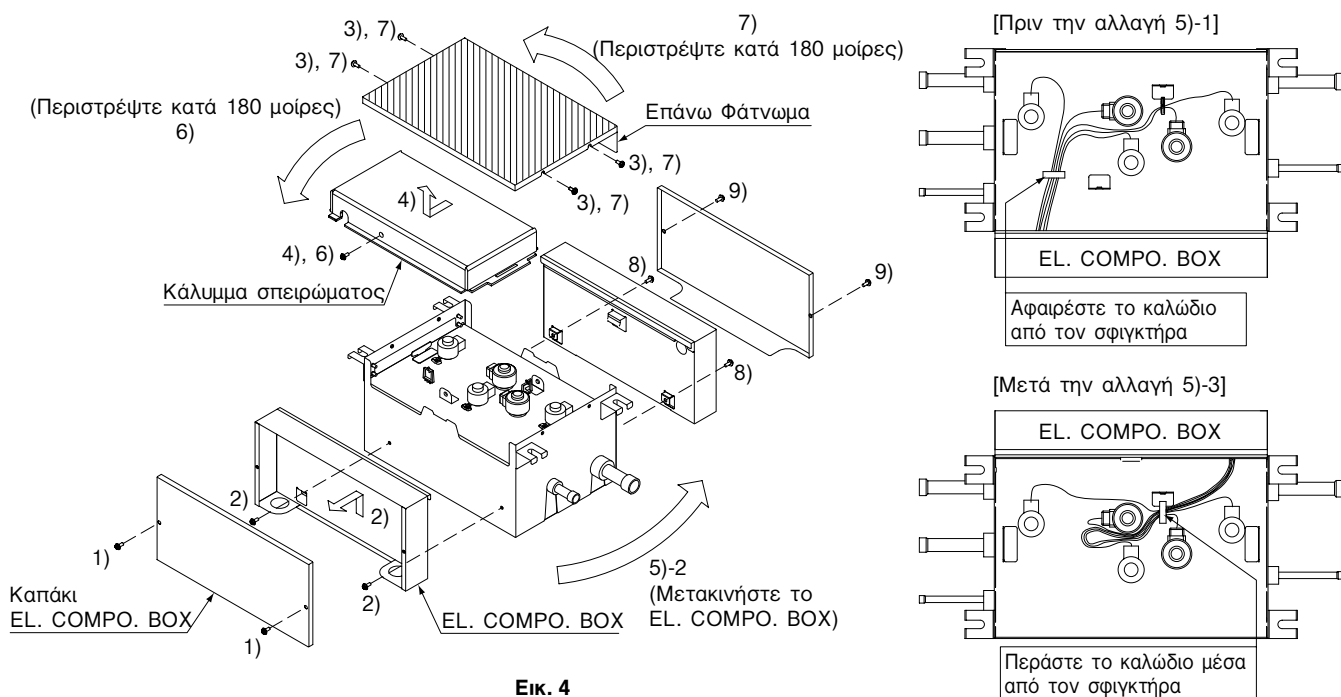 3), 7)
3), 7)
7)
(Περιστρέψτε κατά 180 μοίρες)
(Περιστρέψτε κατά 180 μοίρες)
6)
Επάνω Φάτνωμα
3), 7)
3), 7)
4)
4), 6)
Κάλυμμα σπειρώματος
9)
9)
8)
8)
2)
2)
2)
1)
1)
Καπάκι
EL. COMPO. BOX
EL. COMPO. BOX
5)-2
(Μετακινήστε το
EL. COMPO. BOX)
Εικ. 4
[Πριν την αλλαγή 5)-1]
EL. COMPO. BOX
Αφαιρέστε το καλώδιο
από τον σφιγκτήρα
[Μετά την αλλαγή 5)-3]
EL. COMPO. BOX
Περάστε το καλώδιο μέσα
από τον σφιγκτήρα